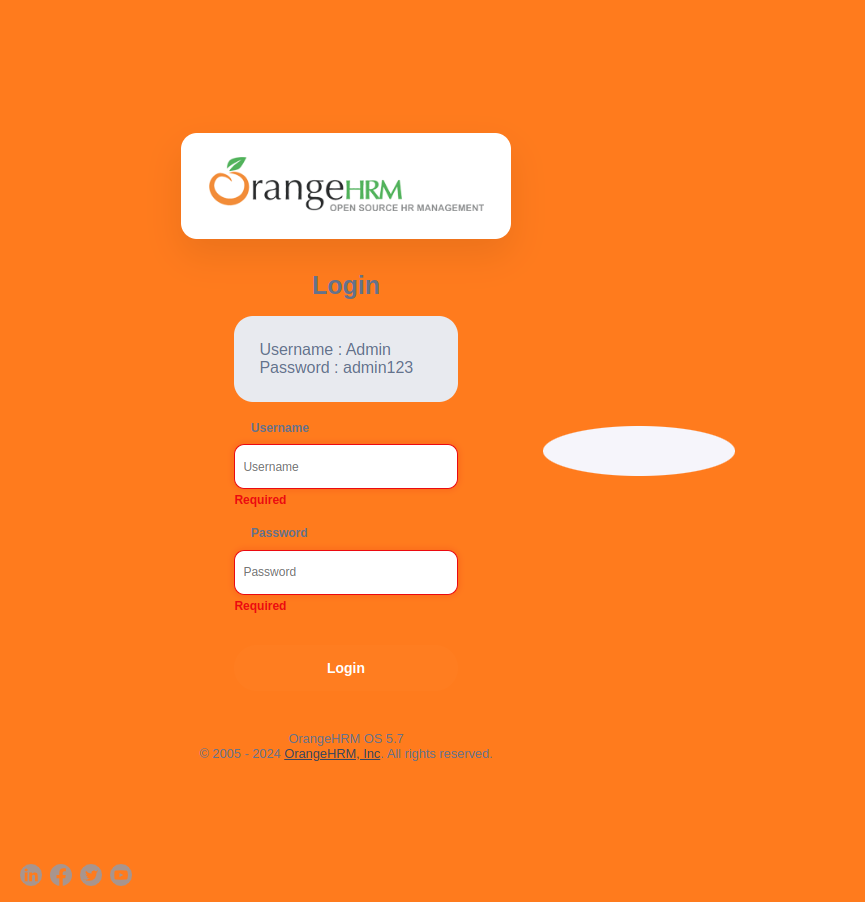 OrangeHRM
OPEN SOURCE HR MANAGEMENT
Login
Username : Admin
Password : admin123
Username
Username
Required
Password
Password
Required
Login
OrangeHRM OS 5.7
© 2005 - 2024 OrangeHRM, Inc. All rights reserved.